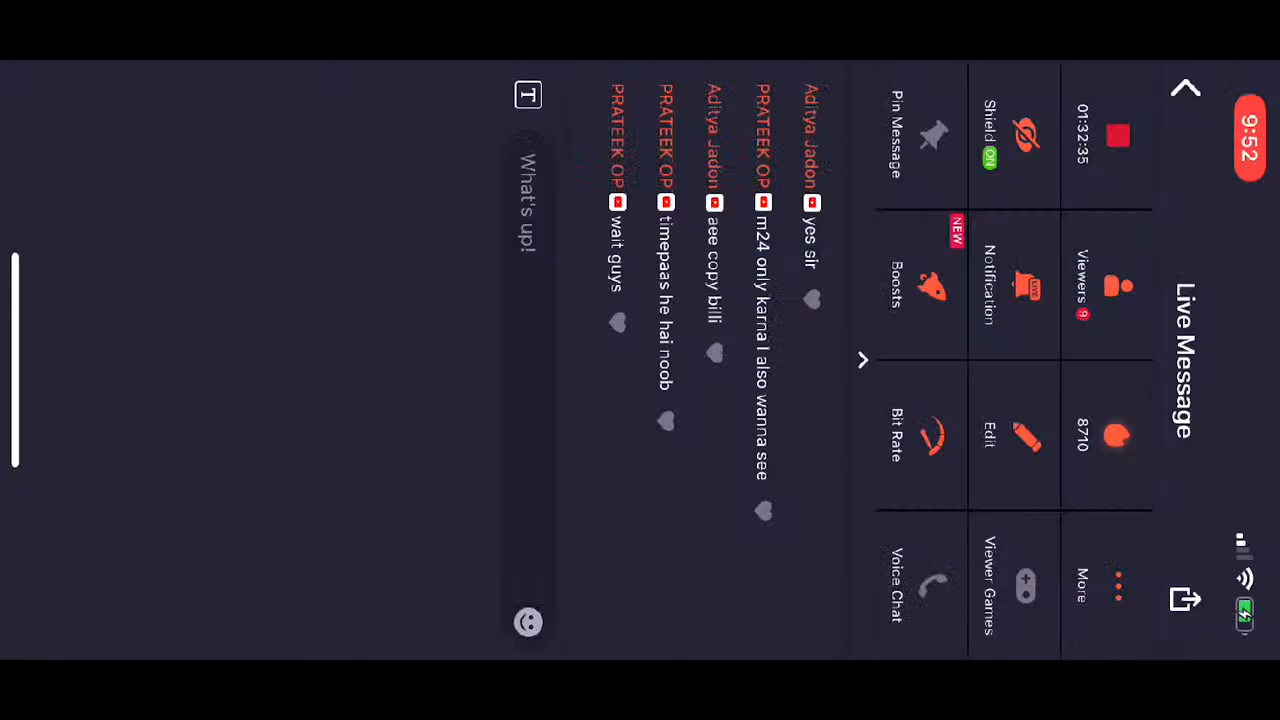 9:52
Live Message
01:32:35
Viewers 9
8710
More
Shield ON
Notification
Edit
Viewer Games
Pin Message
NEW
Boosts
Bit Rate
Voice Chat
Aditya Jadon yes sir
PRATEEK OP m24 only karna I also wanna see
Aditya Jadon aee copy billi
PRATEEK OP timepaas he hai noob
PRATEEK OP wait guys
T
What's up!